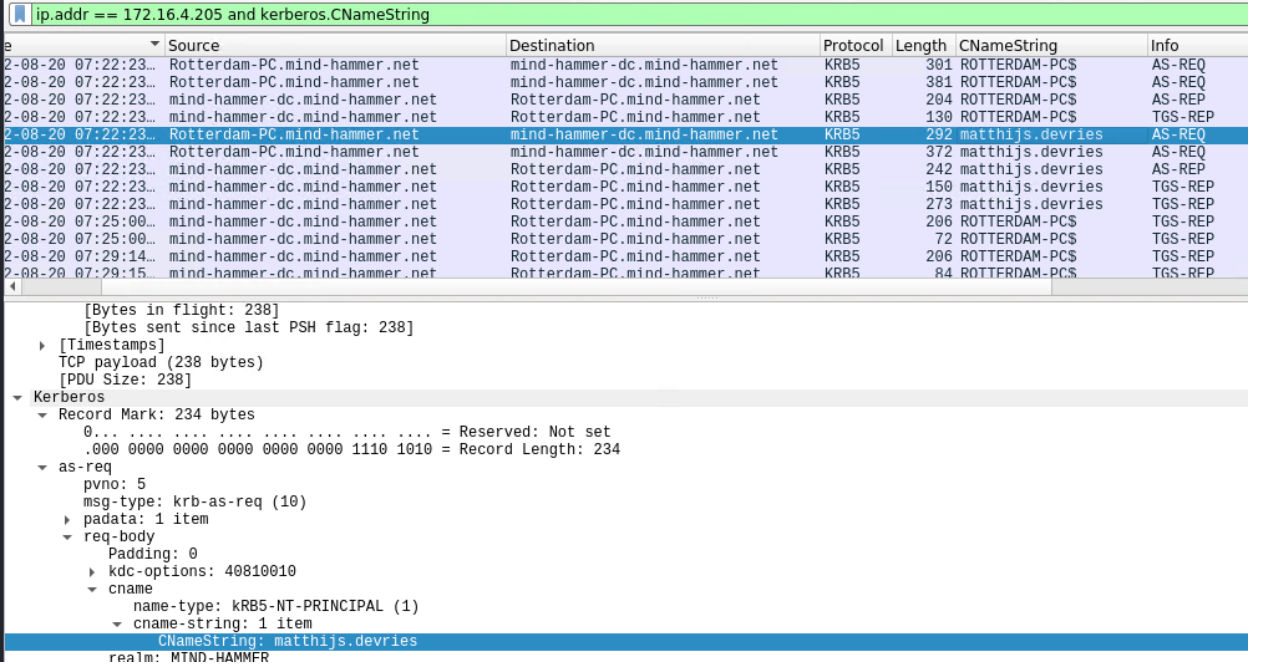 ip.addr == 172.16.4.205 and kerberos.CNameString
e Source Destination Protocol Length CNameString Info
2-08-20 07:22:23… Rotterdam-PC.mind-hammer.net mind-hammer-dc.mind-hammer.net KRB5 301 ROTTERDAM-PC$ AS-REQ
2-08-20 07:22:23… Rotterdam-PC.mind-hammer.net mind-hammer-dc.mind-hammer.net KRB5 381 ROTTERDAM-PC$ AS-REQ
2-08-20 07:22:23… mind-hammer-dc.mind-hammer.net Rotterdam-PC.mind-hammer.net KRB5 204 ROTTERDAM-PC$ AS-REP
2-08-20 07:22:23… mind-hammer-dc.mind-hammer.net Rotterdam-PC.mind-hammer.net KRB5 130 ROTTERDAM-PC$ TGS-REP
2-08-20 07:22:23… Rotterdam-PC.mind-hammer.net mind-hammer-dc.mind-hammer.net KRB5 292 matthijs.devries AS-REQ
2-08-20 07:22:23… Rotterdam-PC.mind-hammer.net mind-hammer-dc.mind-hammer.net KRB5 372 matthijs.devries AS-REQ
2-08-20 07:22:23… mind-hammer-dc.mind-hammer.net Rotterdam-PC.mind-hammer.net KRB5 242 matthijs.devries AS-REP
2-08-20 07:22:23… mind-hammer-dc.mind-hammer.net Rotterdam-PC.mind-hammer.net KRB5 150 matthijs.devries TGS-REP
2-08-20 07:22:23… mind-hammer-dc.mind-hammer.net Rotterdam-PC.mind-hammer.net KRB5 273 matthijs.devries TGS-REP
2-08-20 07:25:00… mind-hammer-dc.mind-hammer.net Rotterdam-PC.mind-hammer.net KRB5 206 ROTTERDAM-PC$ TGS-REP
2-08-20 07:25:00… mind-hammer-dc.mind-hammer.net Rotterdam-PC.mind-hammer.net KRB5 72 ROTTERDAM-PC$ TGS-REP
2-08-20 07:29:14… mind-hammer-dc.mind-hammer.net Rotterdam-PC.mind-hammer.net KRB5 206 ROTTERDAM-PC$ TGS-REP
2-08-20 07:29:15… mind-hammer-dc.mind-hammer.net Rotterdam-PC.mind-hammer.net KRB5 84 ROTTERDAM-PC$ TGS-REP
[Bytes in flight: 238]
[Bytes sent since last PSH flag: 238]
[Timestamps]
TCP payload (238 bytes)
[PDU Size: 238]
Kerberos
Record Mark: 234 bytes
0... .... .... .... .... .... .... .... = Reserved: Not set
.000 0000 0000 0000 0000 0000 1110 1010 = Record Length: 234
as-req
pvno: 5
msg-type: krb-as-req (10)
padata: 1 item
req-body
Padding: 0
kdc-options: 40810010
cname
name-type: kRB5-NT-PRINCIPAL (1)
cname-string: 1 item
CNameString: matthijs.devries
realm: MIND-HAMMER